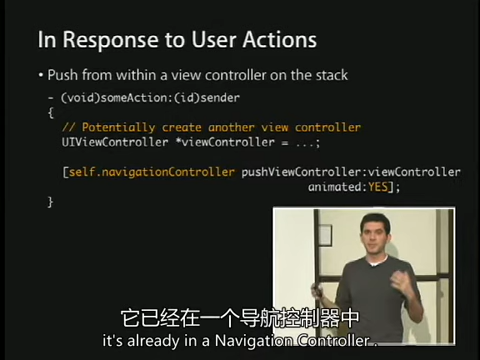 In Response to User Actions
• Push from within a view controller on the stack
- (void)someAction:(id)sender
{
// Potentially create another view controller
UIViewController *viewController = ...;
[self.navigationController pushViewController:viewController
animated:YES];
}
它已经在一个导航控制器中
it's already in a Navigation Controller .